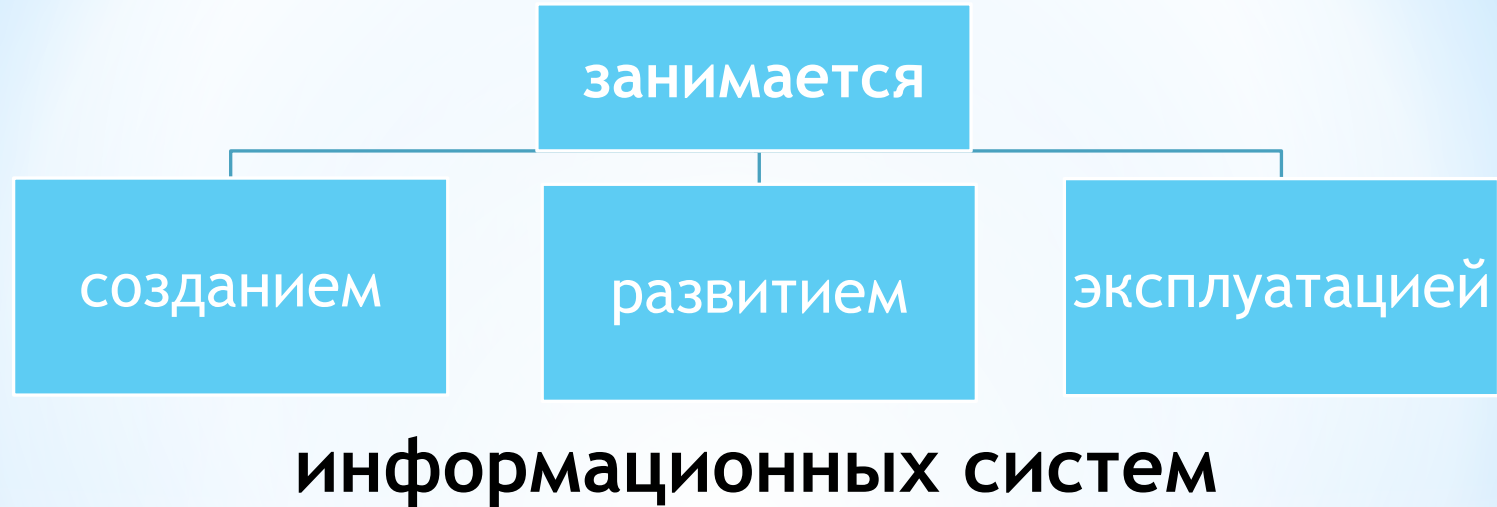 занимается
созданием
развитием
эксплуатацией
информационных систем